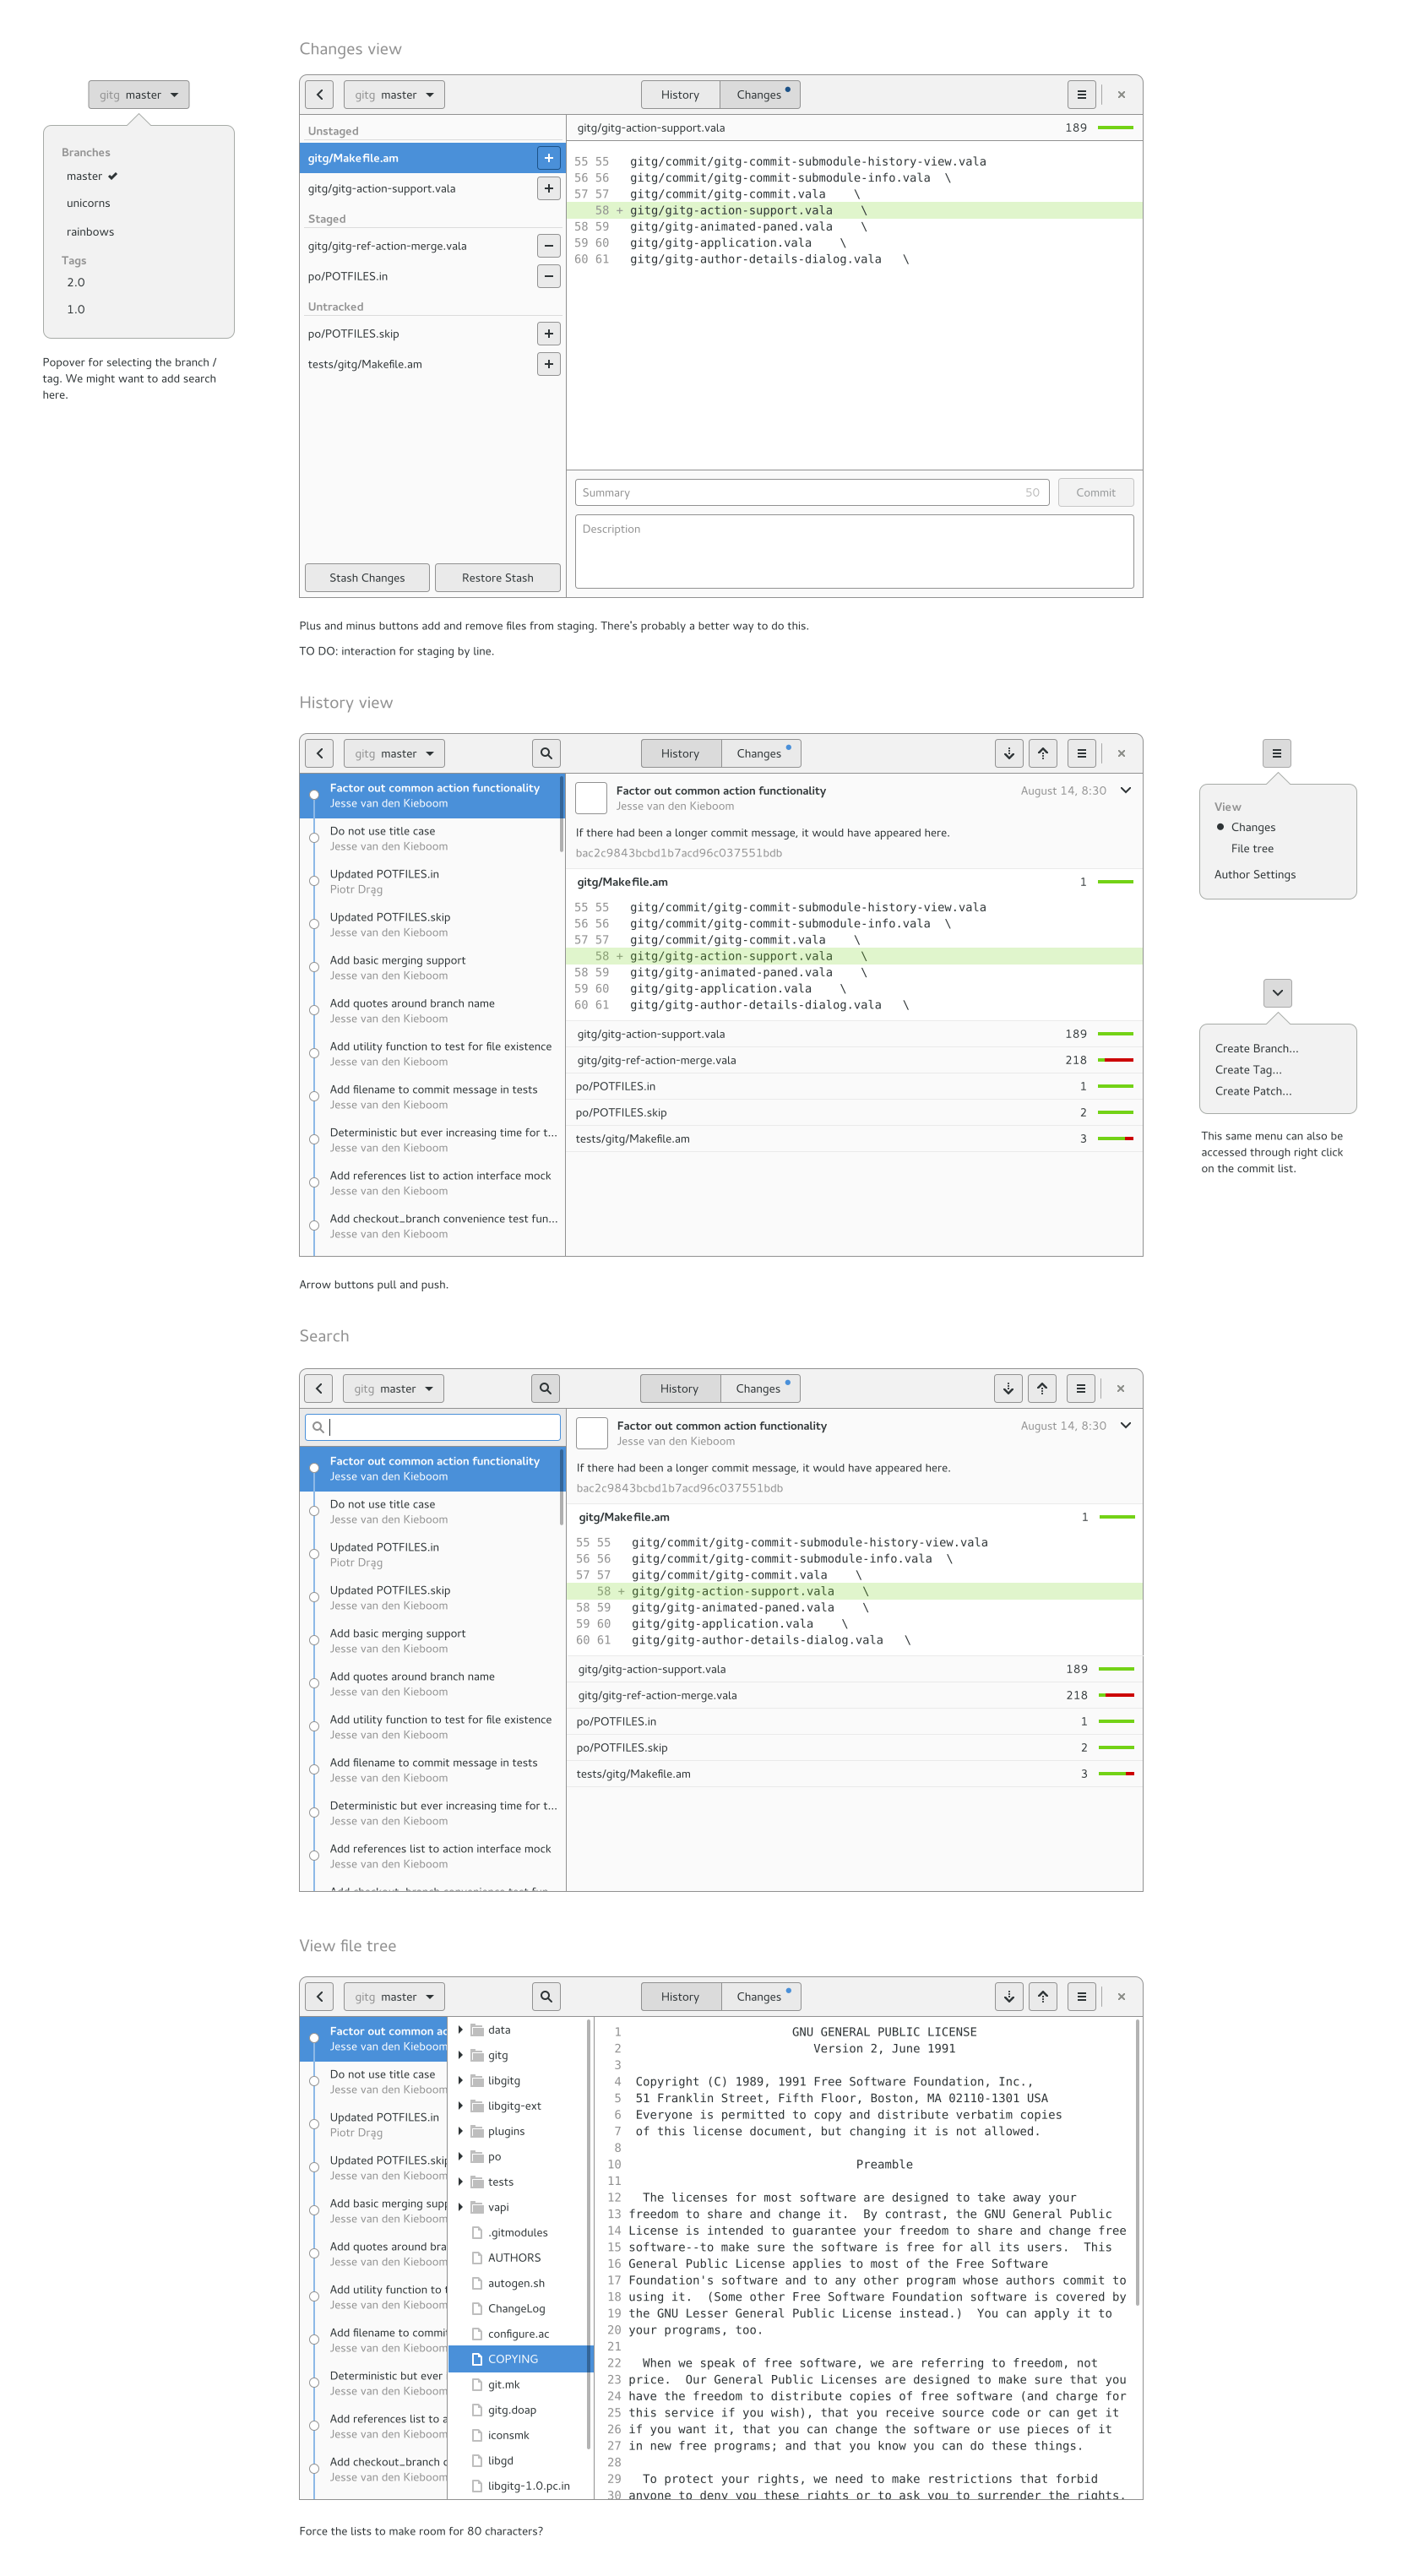 Changes view
gitg master
Branches
master
unicorns
rainbows
Tags
2.0
1.0
Popover for selecting the branch /
tag. We might want to add search
here.
gitg master History Changes
Unstaged
gitg/Makefile.am
gitg/gitg-action-support.vala
Staged
gitg/gitg-ref-action-merge.vala
po/POTFILES.in
Untracked
po/POTFILES.skip
tests/gitg/Makefile.am
Stash Changes Restore Stash
gitg/gitg-action-support.vala 189
55 55 gitg/commit/gitg-commit-submodule-history-view.vala
56 56 gitg/commit/gitg-commit-submodule-info.vala \
57 57 gitg/commit/gitg-commit.vala \
58 + gitg/gitg-action-support.vala \
58 59 gitg/gitg-animated-paned.vala \
59 60 gitg/gitg-application.vala \
60 61 gitg/gitg-author-details-dialog.vala \
Summary 50 Commit
Description
Plus and minus buttons add and remove files from staging. There's probably a better way to do this.
TO DO: interaction for staging by line.
History view
gitg master History Changes
Factor out common action functionality
Jesse van den Kieboom
Do not use title case
Jesse van den Kieboom
Updated POTFILES.in
Piotr Drąg
Updated POTFILES.skip
Jesse van den Kieboom
Add basic merging support
Jesse van den Kieboom
Add quotes around branch name
Jesse van den Kieboom
Add utility function to test for file existence
Jesse van den Kieboom
Add filename to commit message in tests
Jesse van den Kieboom
Deterministic but ever increasing time for t...
Jesse van den Kieboom
Add references list to action interface mock
Jesse van den Kieboom
Add checkout_branch convenience test fun...
Jesse van den Kieboom
Factor out common action functionality August 14, 8:30
Jesse van den Kieboom
If there had been a longer commit message, it would have appeared here.
bac2c9843bcbd1b7acd96c037551bdb
gitg/Makefile.am 1
55 55 gitg/commit/gitg-commit-submodule-history-view.vala
56 56 gitg/commit/gitg-commit-submodule-info.vala \
57 57 gitg/commit/gitg-commit.vala \
58 + gitg/gitg-action-support.vala \
58 59 gitg/gitg-animated-paned.vala \
59 60 gitg/gitg-application.vala \
60 61 gitg/gitg-author-details-dialog.vala \
gitg/gitg-action-support.vala 189
gitg/gitg-ref-action-merge.vala 218
po/POTFILES.in 1
po/POTFILES.skip 2
tests/gitg/Makefile.am 3
View
Changes
File tree
Author Settings
Create Branch...
Create Tag...
Create Patch...
This same menu can also be
accessed through right click
on the commit list.
Arrow buttons pull and push.
Search
gitg master History Changes
Factor out common action functionality
Jesse van den Kieboom
Do not use title case
Jesse van den Kieboom
Updated POTFILES.in
Piotr Drąg
Updated POTFILES.skip
Jesse van den Kieboom
Add basic merging support
Jesse van den Kieboom
Add quotes around branch name
Jesse van den Kieboom
Add utility function to test for file existence
Jesse van den Kieboom
Add filename to commit message in tests
Jesse van den Kieboom
Deterministic but ever increasing time for t...
Jesse van den Kieboom
Add references list to action interface mock
Jesse van den Kieboom
Factor out common action functionality August 14, 8:30
Jesse van den Kieboom
If there had been a longer commit message, it would have appeared here.
bac2c9843bcbd1b7acd96c037551bdb
gitg/Makefile.am 1
55 55 gitg/commit/gitg-commit-submodule-history-view.vala
56 56 gitg/commit/gitg-commit-submodule-info.vala \
57 57 gitg/commit/gitg-commit.vala \
58 + gitg/gitg-action-support.vala \
58 59 gitg/gitg-animated-paned.vala \
59 60 gitg/gitg-application.vala \
60 61 gitg/gitg-author-details-dialog.vala \
gitg/gitg-action-support.vala 189
gitg/gitg-ref-action-merge.vala 218
po/POTFILES.in 1
po/POTFILES.skip 2
tests/gitg/Makefile.am 3
View file tree
gitg master History Changes
Factor out common ac
Jesse van den Kieboom
Do not use title case
Jesse van den Kieboom
Updated POTFILES.in
Piotr Drąg
Updated POTFILES.skip
Jesse van den Kieboom
Add basic merging supp
Jesse van den Kieboom
Add quotes around bra
Jesse van den Kieboom
Add utility function to t
Jesse van den Kieboom
Add filename to commit
Jesse van den Kieboom
Deterministic but ever
Jesse van den Kieboom
Add references list to a
Jesse van den Kieboom
Add checkout_branch c
Jesse van den Kieboom
data
gitg
libgitg
libgitg-ext
plugins
po
tests
vapi
.gitmodules
AUTHORS
autogen.sh
ChangeLog
configure.ac
COPYING
git.mk
gitg.doap
iconsmk
libgd
libgitg-1.0.pc.in
1 GNU GENERAL PUBLIC LICENSE
2 Version 2, June 1991
3
4 Copyright (C) 1989, 1991 Free Software Foundation, Inc.,
5 51 Franklin Street, Fifth Floor, Boston, MA 02110-1301 USA
6 Everyone is permitted to copy and distribute verbatim copies
7 of this license document, but changing it is not allowed.
8
10 Preamble
11
12 The licenses for most software are designed to take away your
13 freedom to share and change it. By contrast, the GNU General Public
14 License is intended to guarantee your freedom to share and change free
15 software--to make sure the software is free for all its users. This
16 General Public License applies to most of the Free Software
17 Foundation's software and to any other program whose authors commit to
18 using it. (Some other Free Software Foundation software is covered by
19 the GNU Lesser General Public License instead.) You can apply it to
20 your programs, too.
21
22 When we speak of free software, we are referring to freedom, not
23 price. Our General Public Licenses are designed to make sure that you
24 have the freedom to distribute copies of free software (and charge for
25 this service if you wish), that you receive source code or can get it
26 if you want it, that you can change the software or use pieces of it
27 in new free programs; and that you know you can do these things.
28
29 To protect your rights, we need to make restrictions that forbid
30 anyone to deny you these rights or to ask you to surrender the rights.
Force the lists to make room for 80 characters?